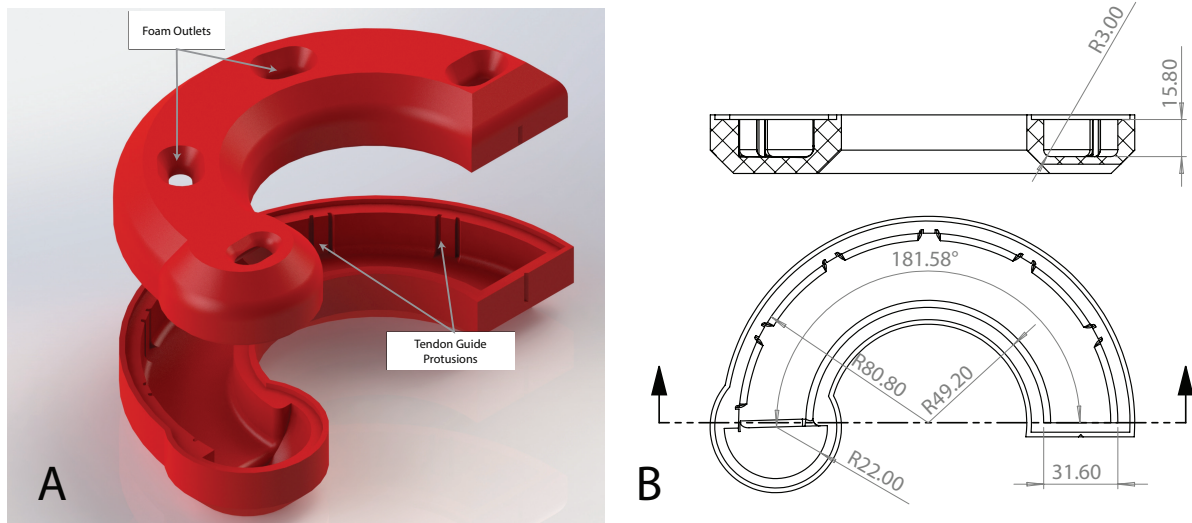 Foam Outlets
Tendon Guide
Protusions
A
R3.00
15.80
181.58°
R80.80
R49.20
R22.00
31.60
B